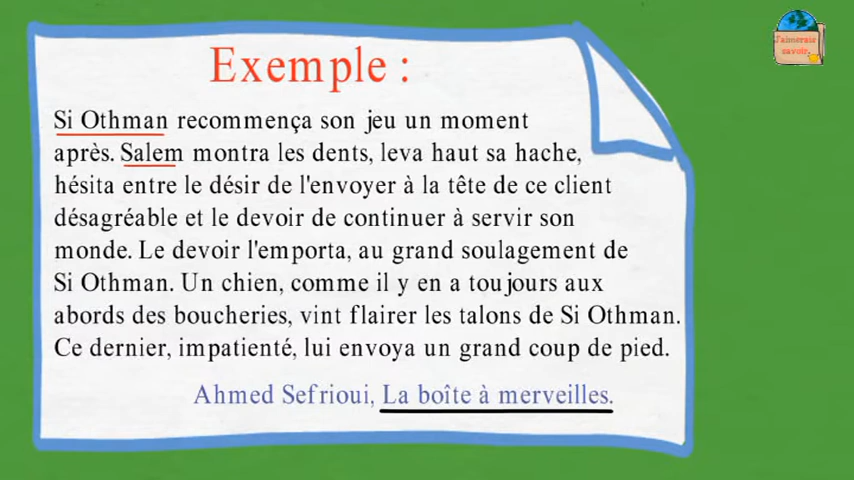 J'aimerais
savoir.
Exemple :
Si Othman recommença son jeu un moment
après. Salem montra les dents, leva haut sa hache,
hésita entre le désir de l'envoyer à la tête de ce client
désagréable et le devoir de continuer à servir son
monde. Le devoir l'emporta, au grand soulagement de
Si Othman. Un chien, comme il y en a toujours aux
abords des boucheries, vint flairer les talons de Si Othman.
Ce dernier, impatienté, lui envoya un grand coup de pied.
Ahmed Sefrioui, La boîte à merveilles.